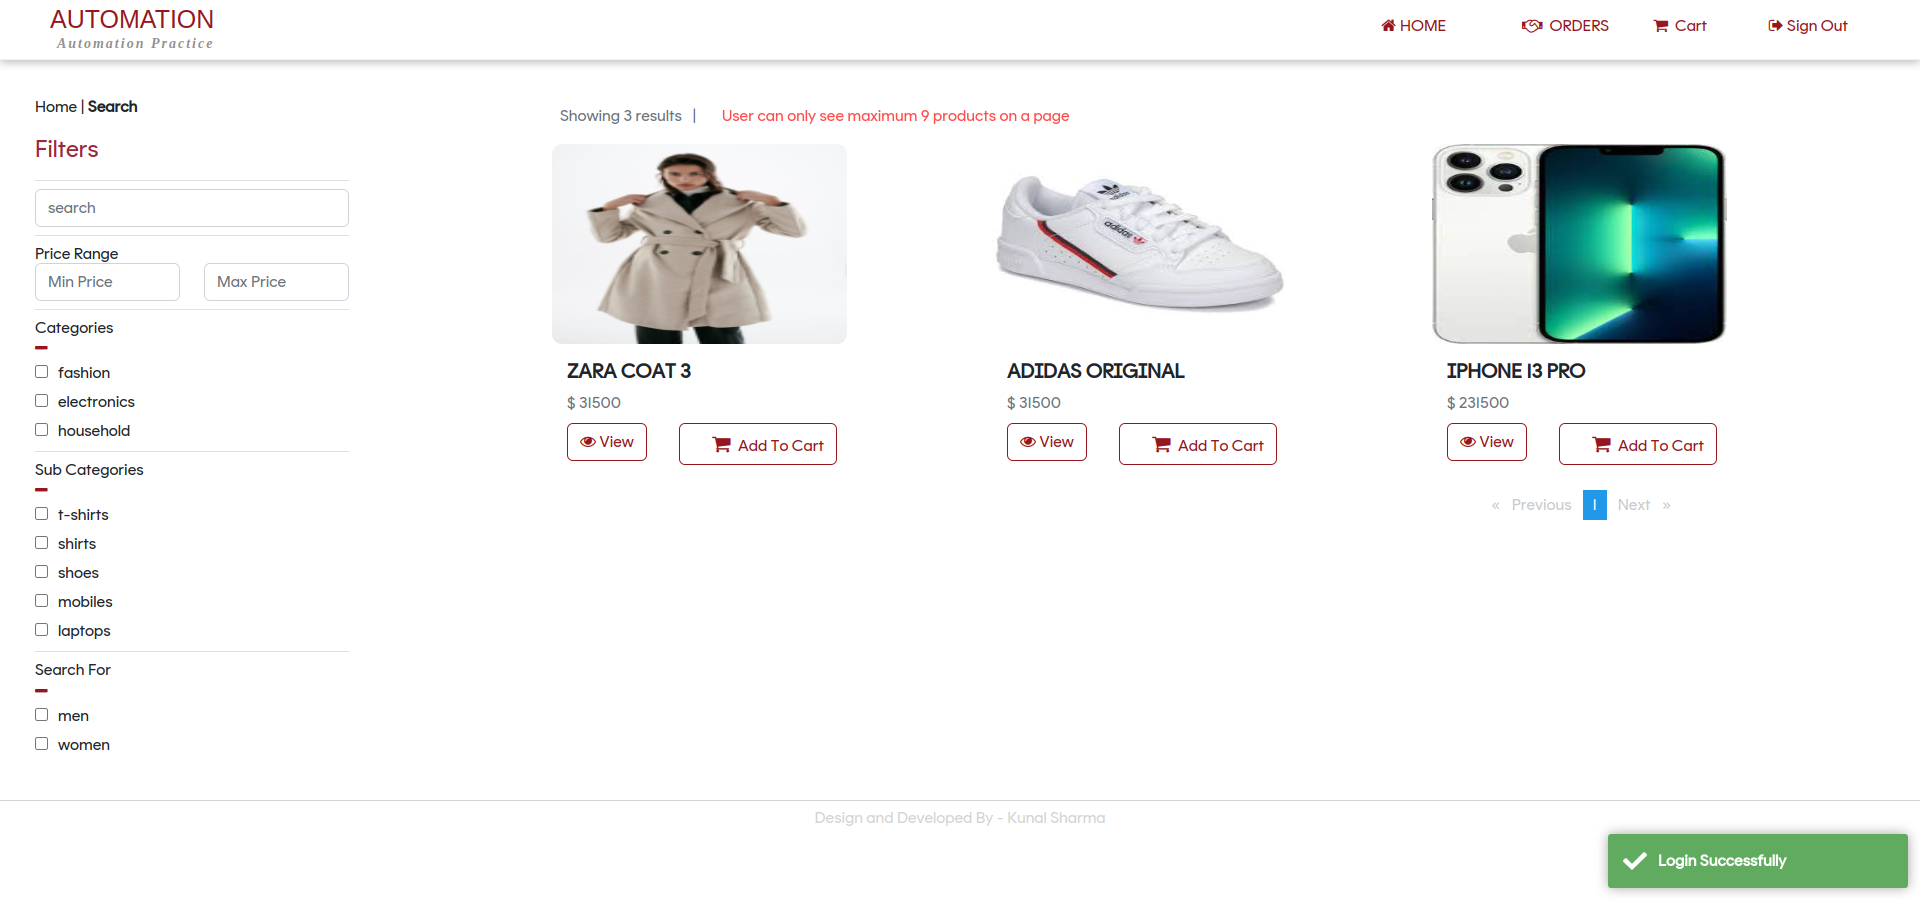 AUTOMATION
Automation Practice
HOME
ORDERS
Cart
Sign Out
Home | Search
Filters
search
Price Range
Min Price
Max Price
Categories
fashion
electronics
household
Sub Categories
t-shirts
shirts
shoes
mobiles
laptops
Search For
men
women
Showing 3 results |
User can only see maximum 9 products on a page
adidas
ZARA COAT 3
$ 31500
View
Add To Cart
ADIDAS ORIGINAL
$ 31500
View
Add To Cart
IPHONE 13 PRO
$ 231500
View
Add To Cart
« Previous 1 Next »
Design and Developed By - Kunal Sharma
Login Successfully